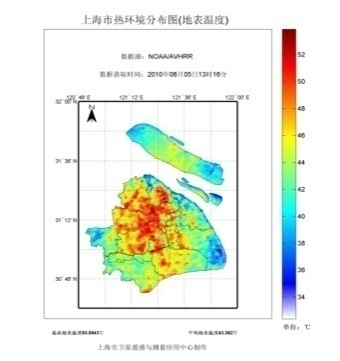 上海市热环境分布图(地表温度)
数据源： NOAA/AVHRR
数据获取时间： 2010年08月05日13时16分
120° 48' E 121° 12' E 121° 36' E 122° 00' E
32° 00' N
N
31° 36' N
31° 12' N
30° 48' N
52
50
48
46
44
42
40
38
36
34
单位：℃
上海市卫星遥感与测量应用中心制作